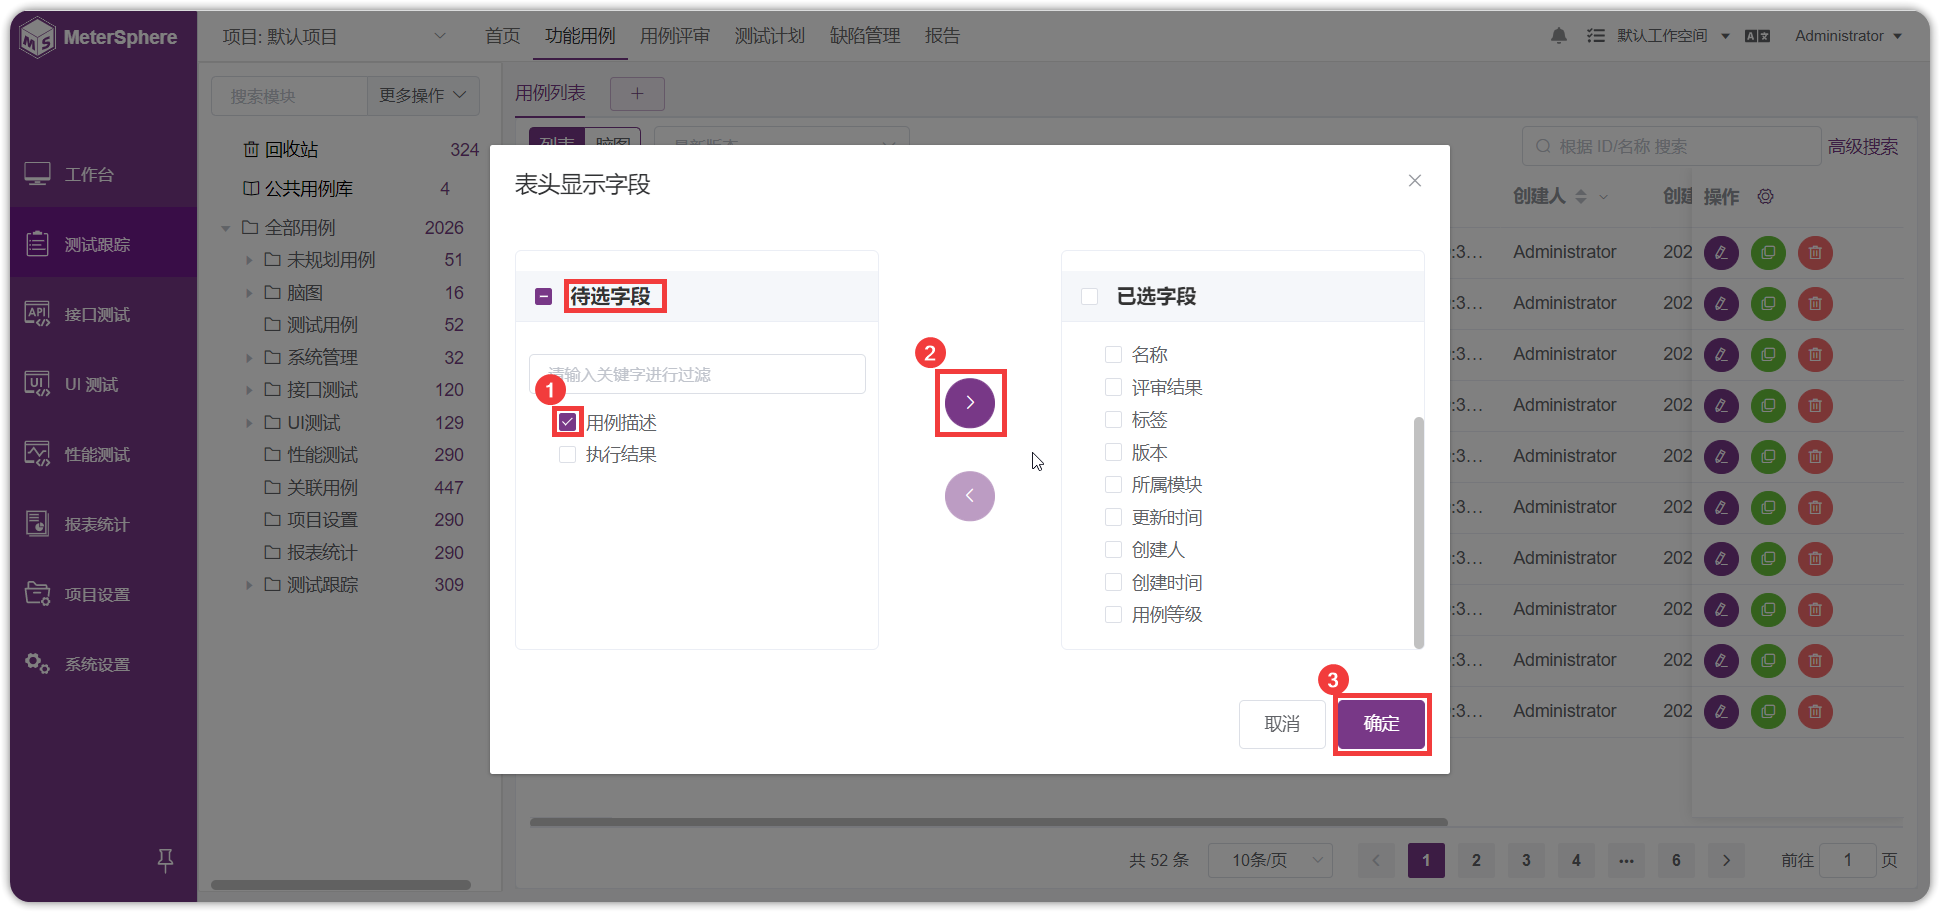 MeterSphere
项目: 默认项目
首页
功能用例
用例评审
测试计划
缺陷管理
报告
默认工作空间
Administrator
工作台
测试跟踪
接口测试
UI 测试
性能测试
报表统计
项目设置
系统设置
搜索模块
更多操作
回收站 324
公共用例库 4
全部用例 2026
未规划用例 51
脑图 16
测试用例 52
系统管理 32
接口测试 120
UI测试 129
性能测试 290
关联用例 447
项目设置 290
报表统计 290
测试跟踪 309
用例列表
+
列表 脑图
最新版本
根据 ID/名称 搜索
高级搜索
创建人 创建 操作
:3... Administrator 202
:3... Administrator 202
:3... Administrator 202
:3... Administrator 202
:3... Administrator 202
:3... Administrator 202
:3... Administrator 202
:3... Administrator 202
:3... Administrator 202
:3... Administrator 202
表头显示字段
待选字段
请输入关键字进行过滤
1
用例描述
执行结果
2
已选字段
名称
评审结果
标签
版本
所属模块
更新时间
创建人
创建时间
用例等级
3
取消
确定
共 52 条
10条/页
1 2 3 4 ... 6
前往 1 页